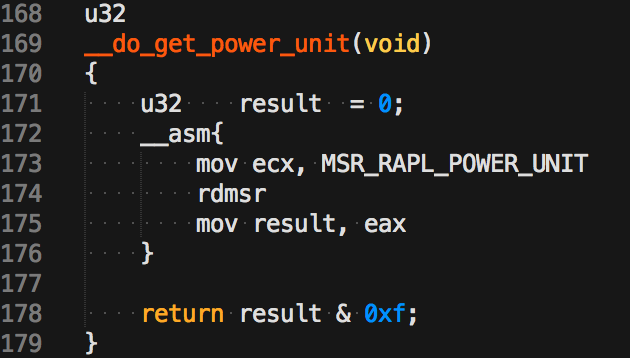 168 u32
169 __do_get_power_unit(void)
170 {
171     u32    result  = 0;
172     __asm{
173         mov ecx, MSR_RAPL_POWER_UNIT
174         rdmsr
175         mov result, eax
176     }
177
178     return result & 0xf;
179 }